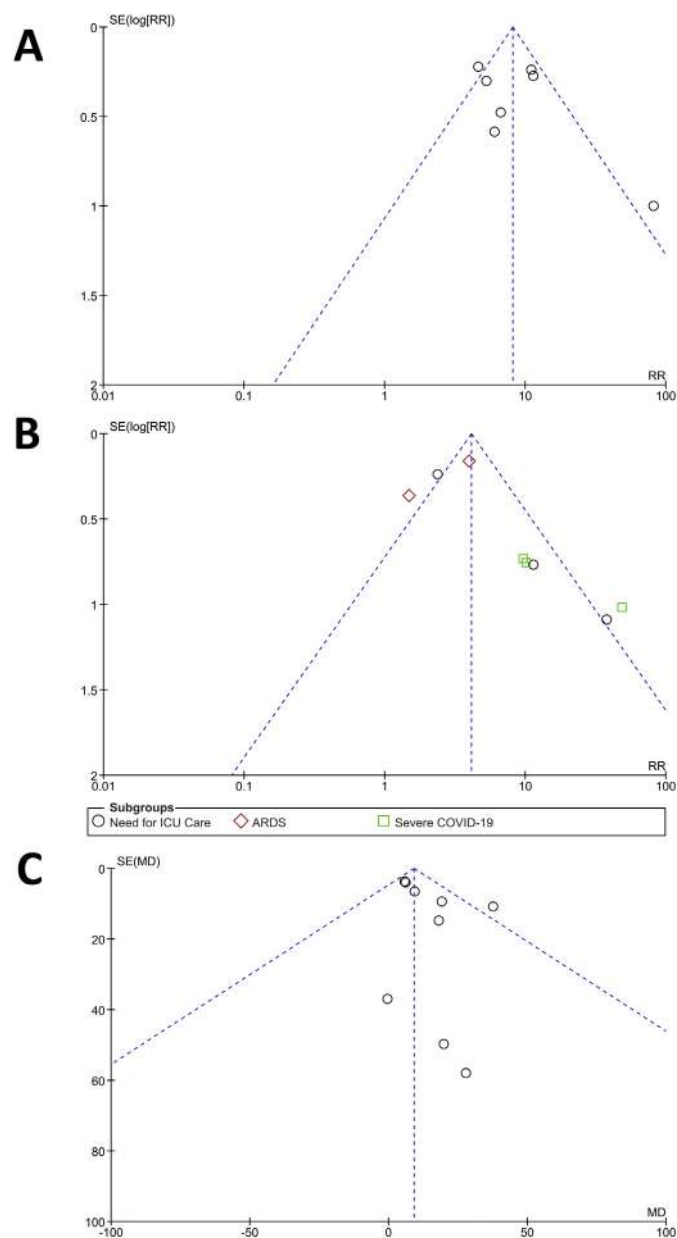 A
SE(log[RR])
0
0.5
1
1.5
2
RR
0.01 0.1 1 10 100
B
SE(log[RR])
0
0.5
1
1.5
2
RR
0.01 0.1 1 10 100
Subgroups
Need for ICU Care ARDS Severe COVID-19
C
SE(MD)
0
20
40
60
80
100
MD
-100 -50 0 50 100